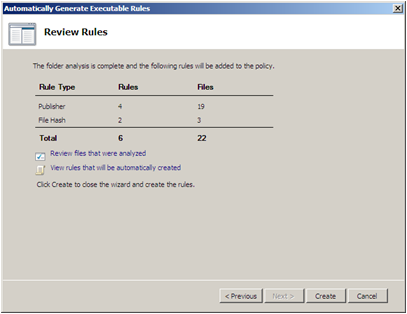 Automatically Generate Executable Rules
Review Rules
The folder analysis is complete and the following rules will be added to the policy.
Rule Type Rules Files
Publisher 4 19
File Hash 2 3
Total 6 22
Review files that were analyzed
View rules that will be automatically created
Click Create to close the wizard and create the rules.
< Previous Next > Create Cancel